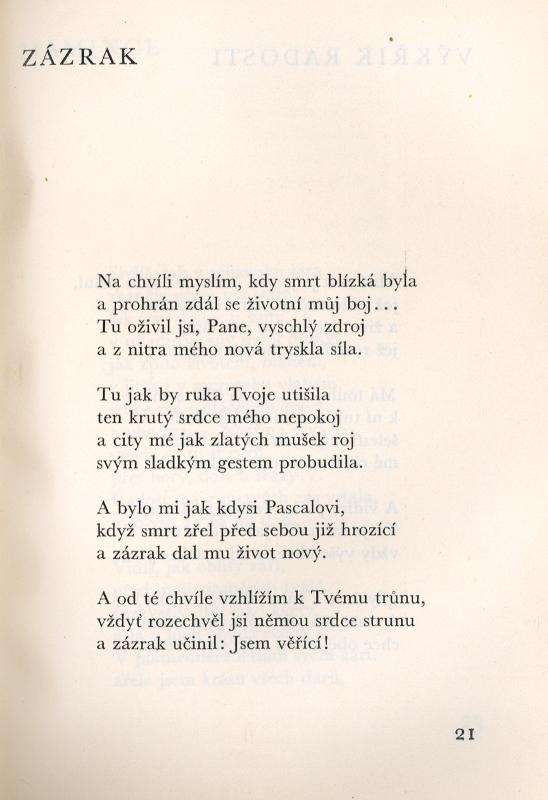 ZÁZRAK
Na chvíli myslím, kdy smrt blízká byla
a prohrán zdál se životní můj boj...
Tu oživil jsi, Pane, vyschlý zdroj
a z nitra mého nová tryskla síla.
Tu jak by ruka Tvoje utišila
ten krutý srdce mého nepokoj
a city mé jak zlatých mušek roj
svým sladkým gestem probudila.
A bylo mi jak kdysi Pascalovi,
když smrt zřel před sebou již hrozící
a zázrak dal mu život nový.
A od té chvíle vzhlížím k Tvému trůnu,
vždyť rozechvěl jsi němou srdce strunu
a zázrak učinil: Jsem věřící!
21